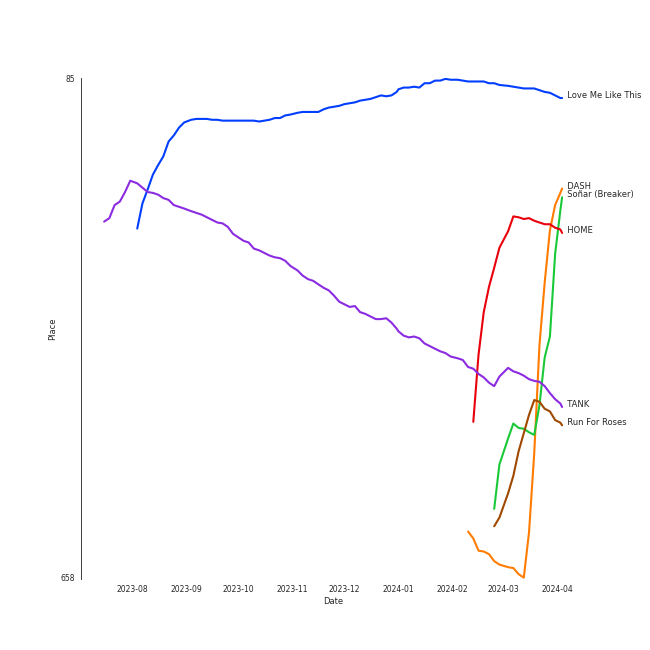 85
Love Me Like This
DASH
Soñar (Breaker)
HOME
Place
TANK
Run For Roses
658
2023-08 2023-09 2023-10 2023-11 2023-12 2024-01 2024-02 2024-03 2024-04
Date